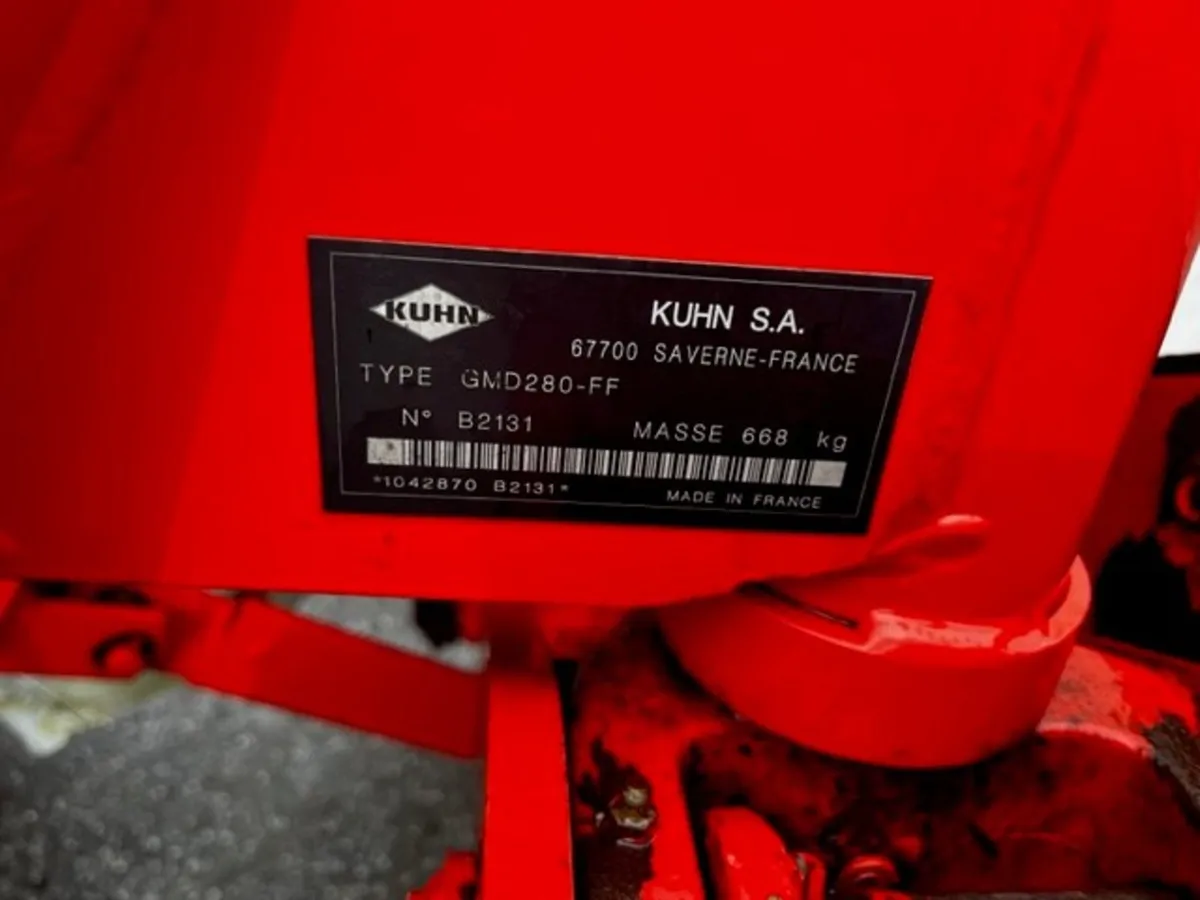 KUHN
KUHN S.A.
67700 SAVERNE-FRANCE
TYPE GMD280-FF
N° B2131 MASSE 668 kg
*1042870 B2131*
MADE IN FRANCE